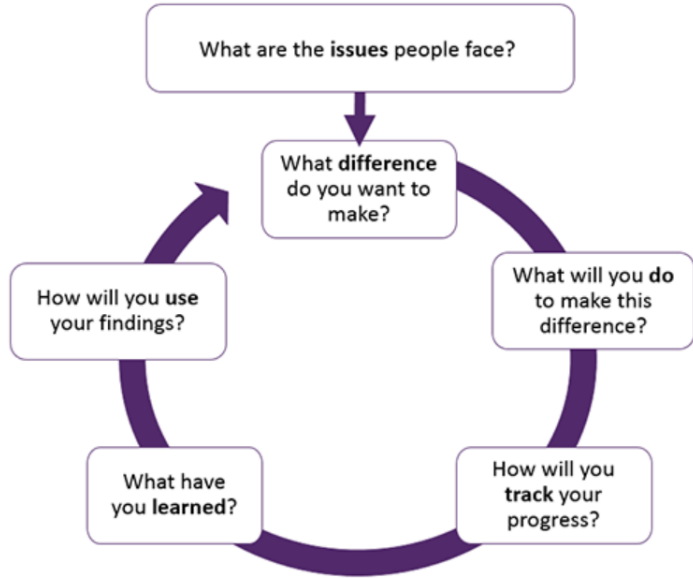 What are the issues people face?
What difference
do you want to
make?
What will you do
to make this
difference?
How will you
track your
progress?
What have
you learned?
How will you use
your findings?